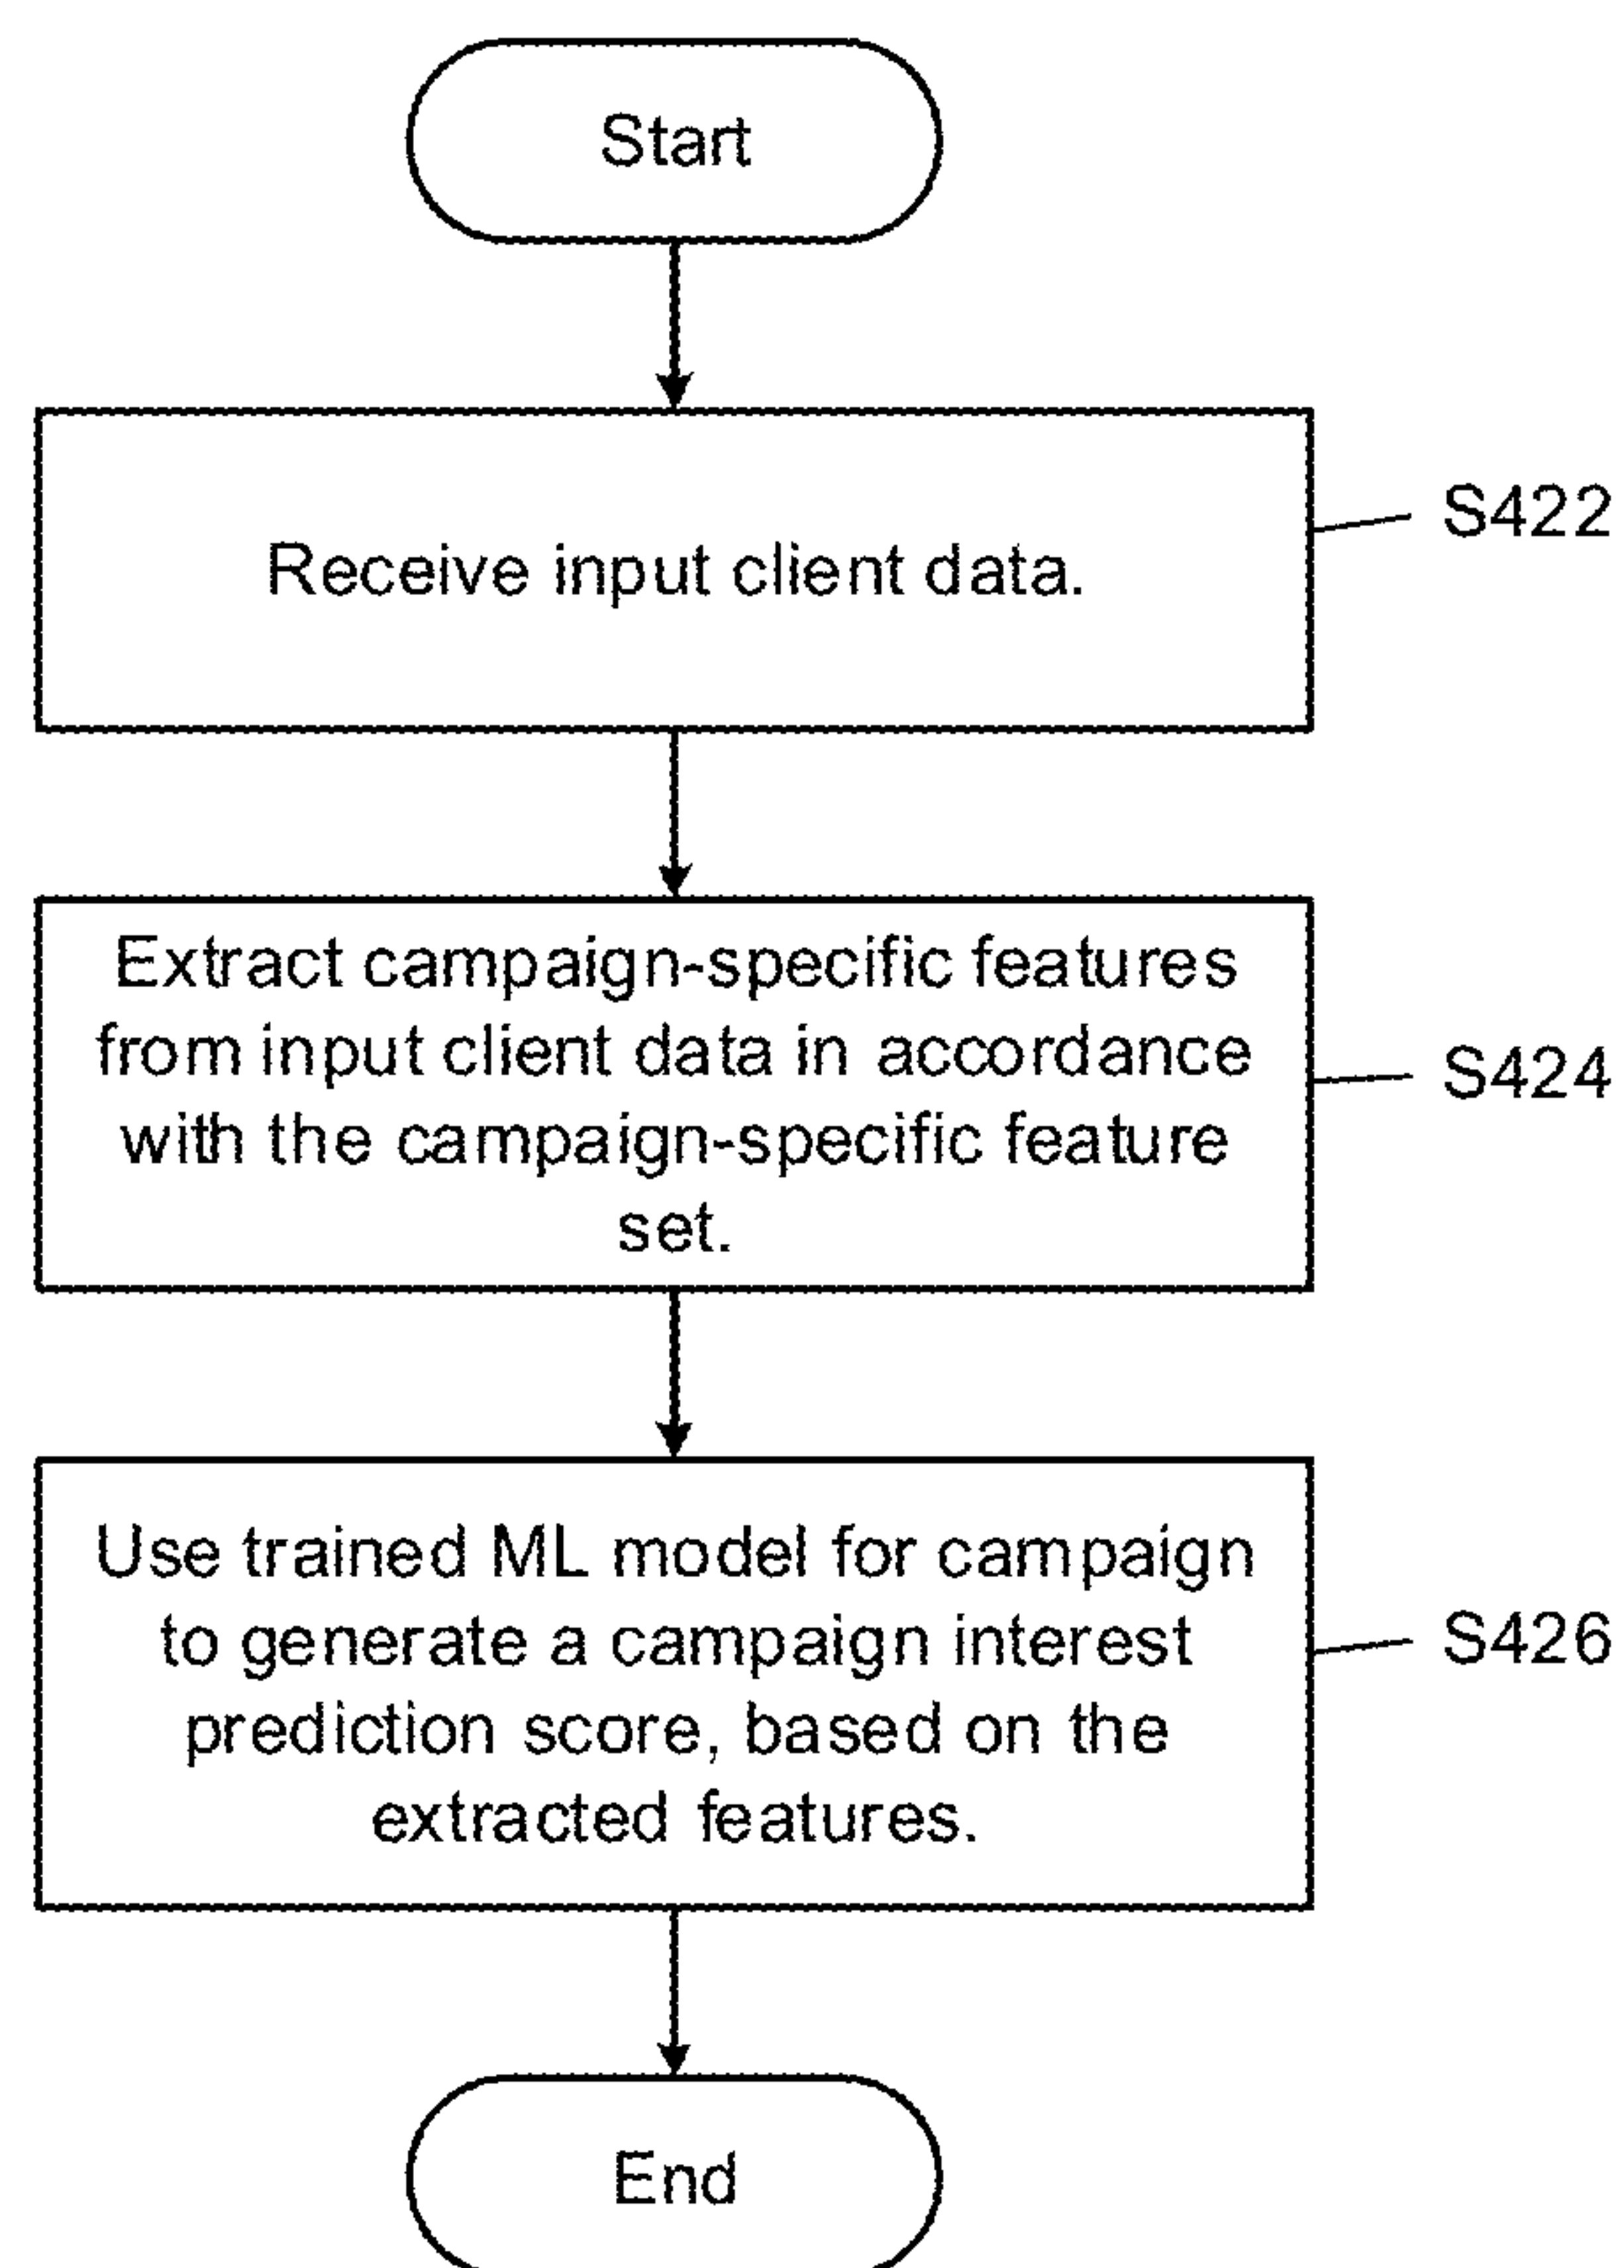 Start
Receive input client data.
S422
Extract campaign-specific features
from input client data in accordance
with the campaign-specific feature
set.
S424
Use trained ML model for campaign
to generate a campaign interest
prediction score, based on the
extracted features.
S426
End